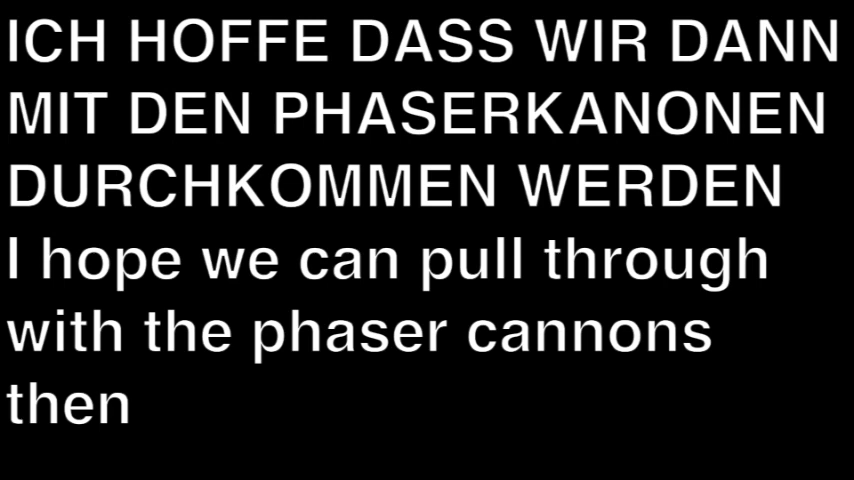 ICH HOFFE DASS WIR DANN
MIT DEN PHASERKANONEN
DURCHKOMMEN WERDEN
I hope we can pull through
with the phaser cannons
then